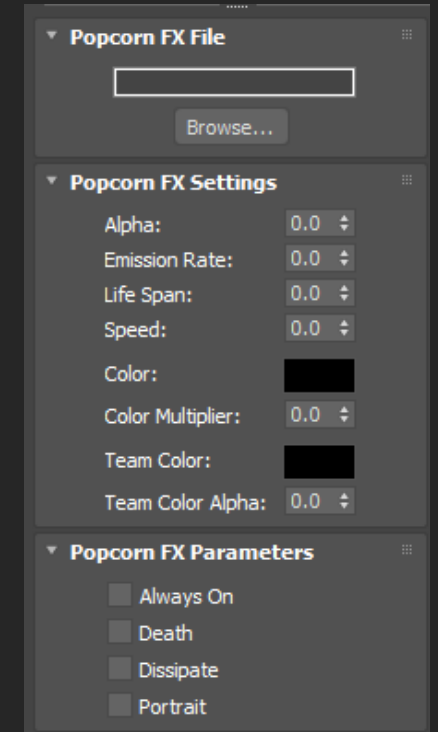 Popcorn FX File
Browse...
Popcorn FX Settings
Alpha: 0.0
Emission Rate: 0.0
Life Span: 0.0
Speed: 0.0
Color:
Color Multiplier: 0.0
Team Color:
Team Color Alpha: 0.0
Popcorn FX Parameters
Always On
Death
Dissipate
Portrait